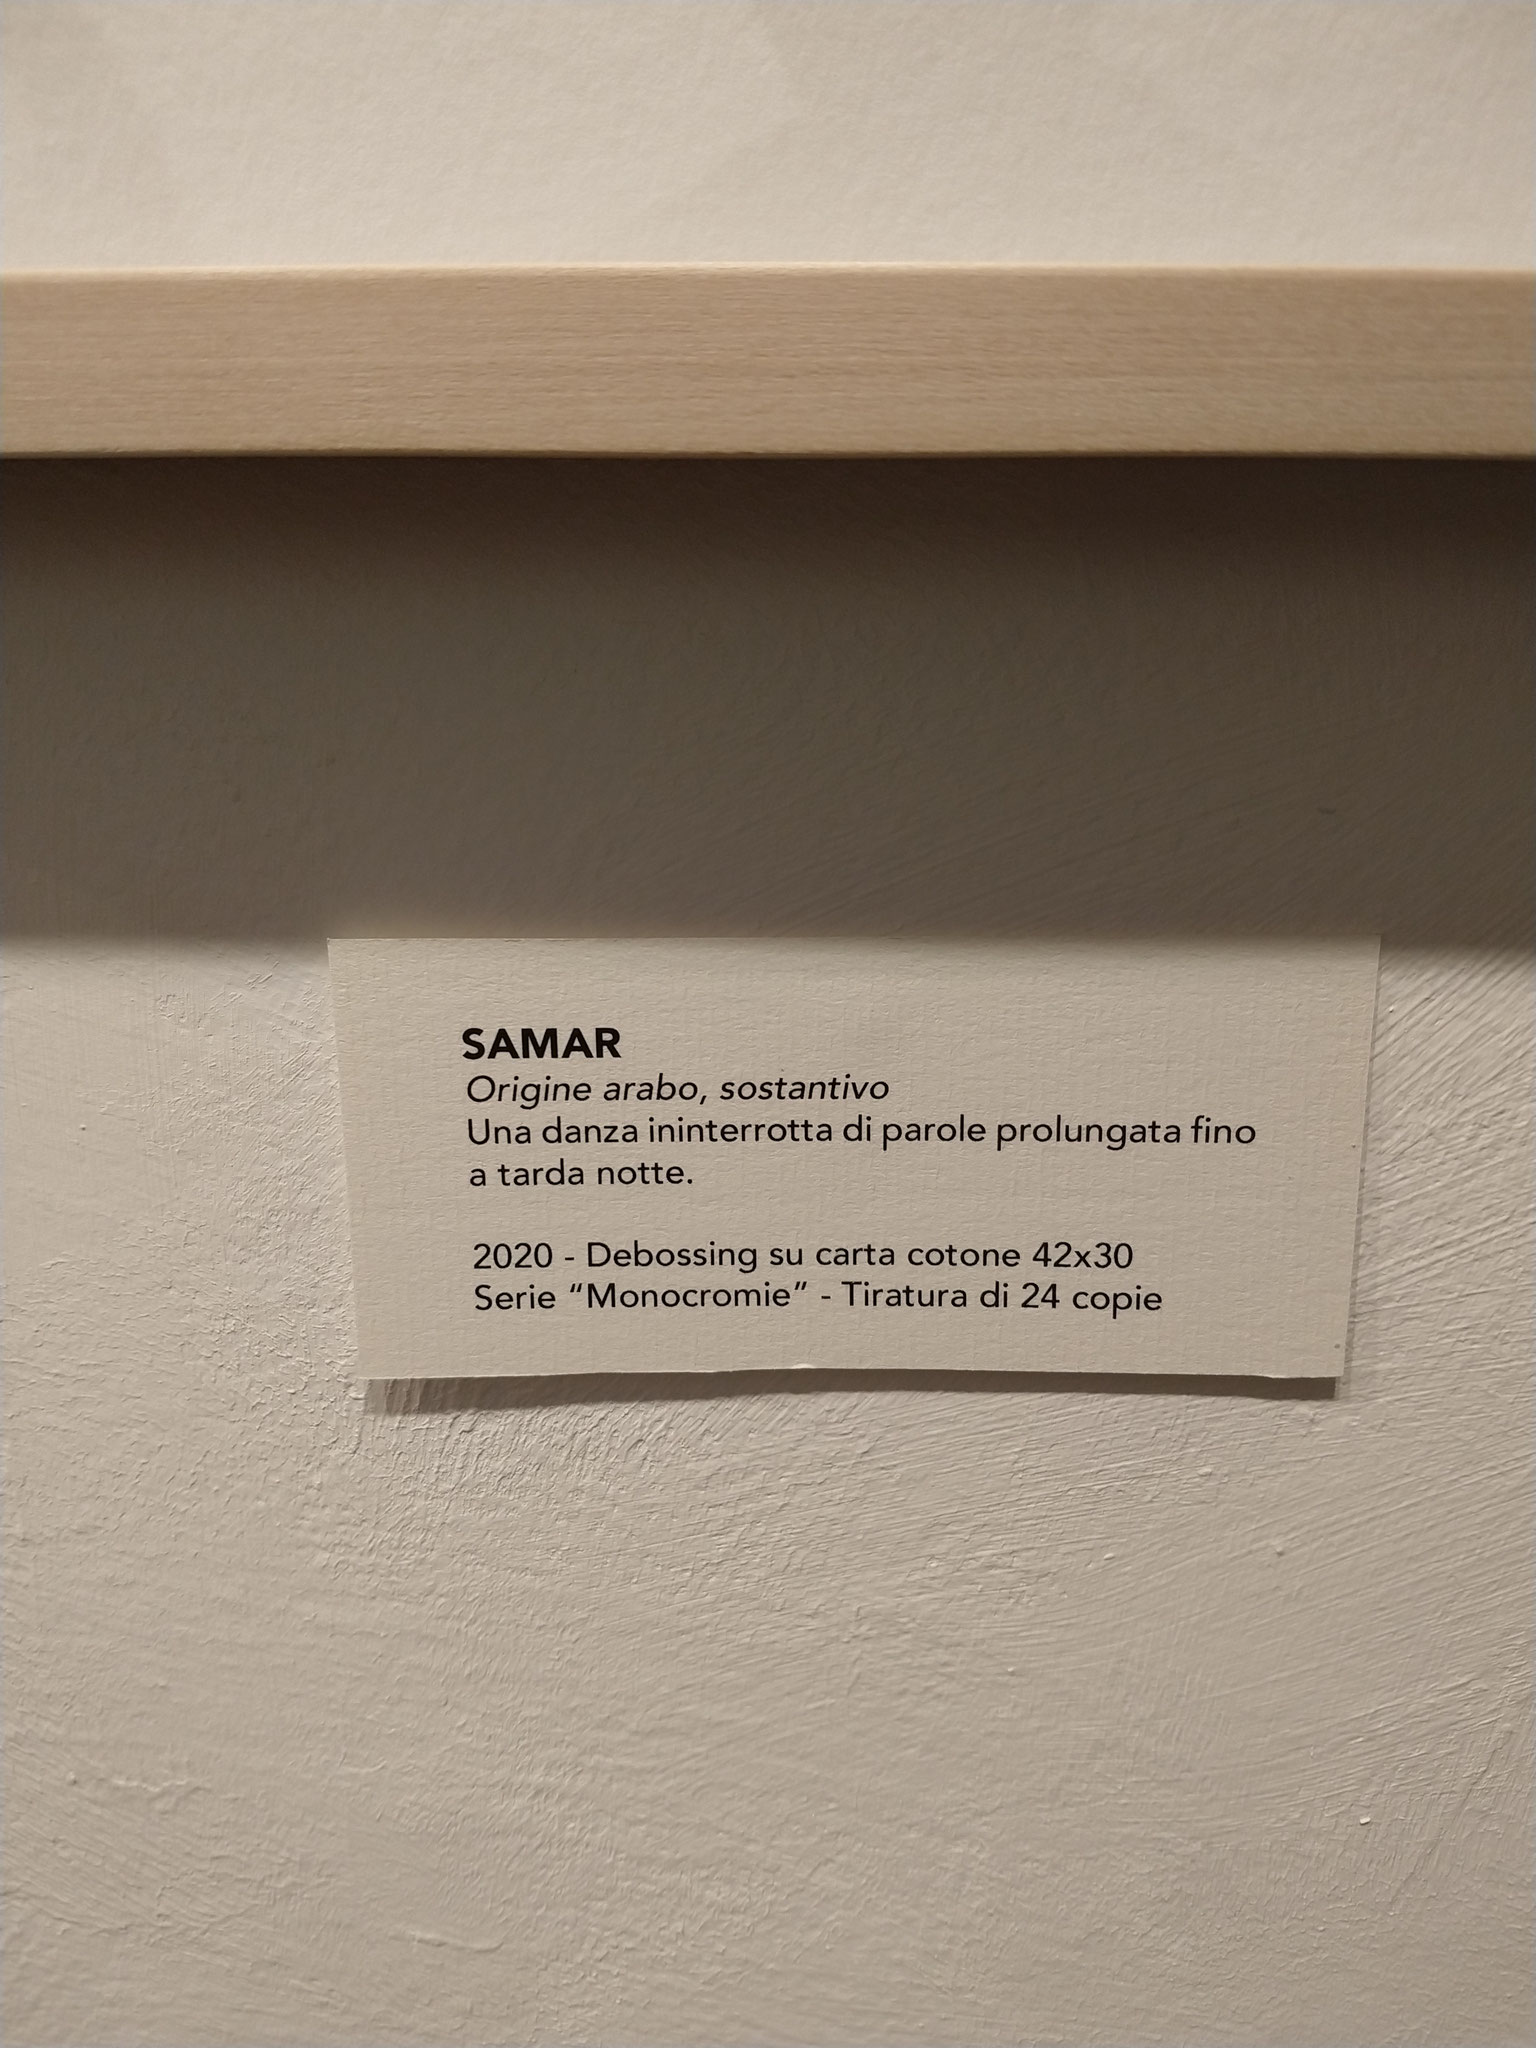 SAMAR
Origine arabo, sostantivo
Una danza ininterrotta di parole prolungata fino
a tarda notte.
2020 - Debossing su carta cotone 42x30
Serie “Monocromie” - Tiratura di 24 copie